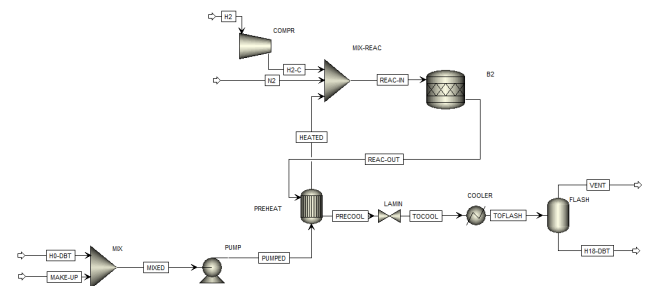 H2
COMPR
MIX-REAC
H2-C
B2
N2
REAC-IN
HEATED
REAC-OUT
PREHEAT
LAMIN
COOLER
VENT
FLASH
PRECOOL
TOCOOL
TOFLASH
H18-DBT
H0-DBT
MIX
PUMP
MAKE-UP
MIXED
PUMPED